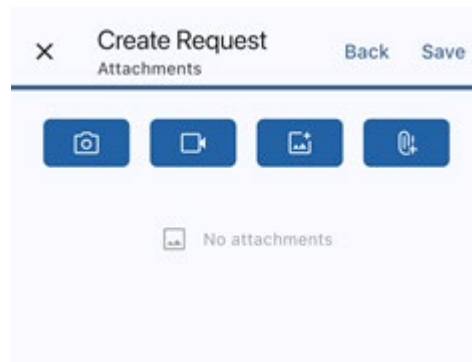 Create Request
Attachments
Back
Save
No attachments